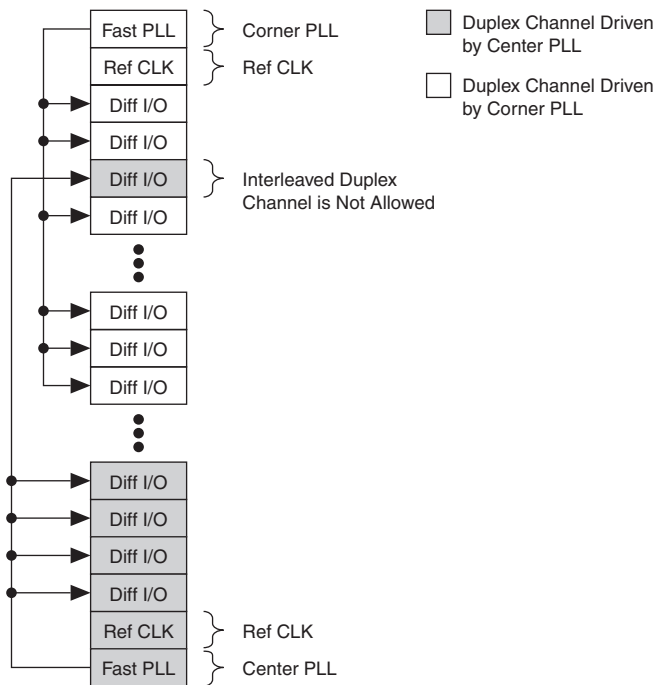 Fast PLL Corner PLL
Ref CLK Ref CLK
Diff I/O
Diff I/O
Diff I/O Interleaved Duplex
Channel is Not Allowed
Diff I/O
Diff I/O
Diff I/O
Diff I/O
Diff I/O
Diff I/O
Diff I/O
Diff I/O
Ref CLK Ref CLK
Fast PLL Center PLL
Duplex Channel Driven
by Center PLL
Duplex Channel Driven
by Corner PLL